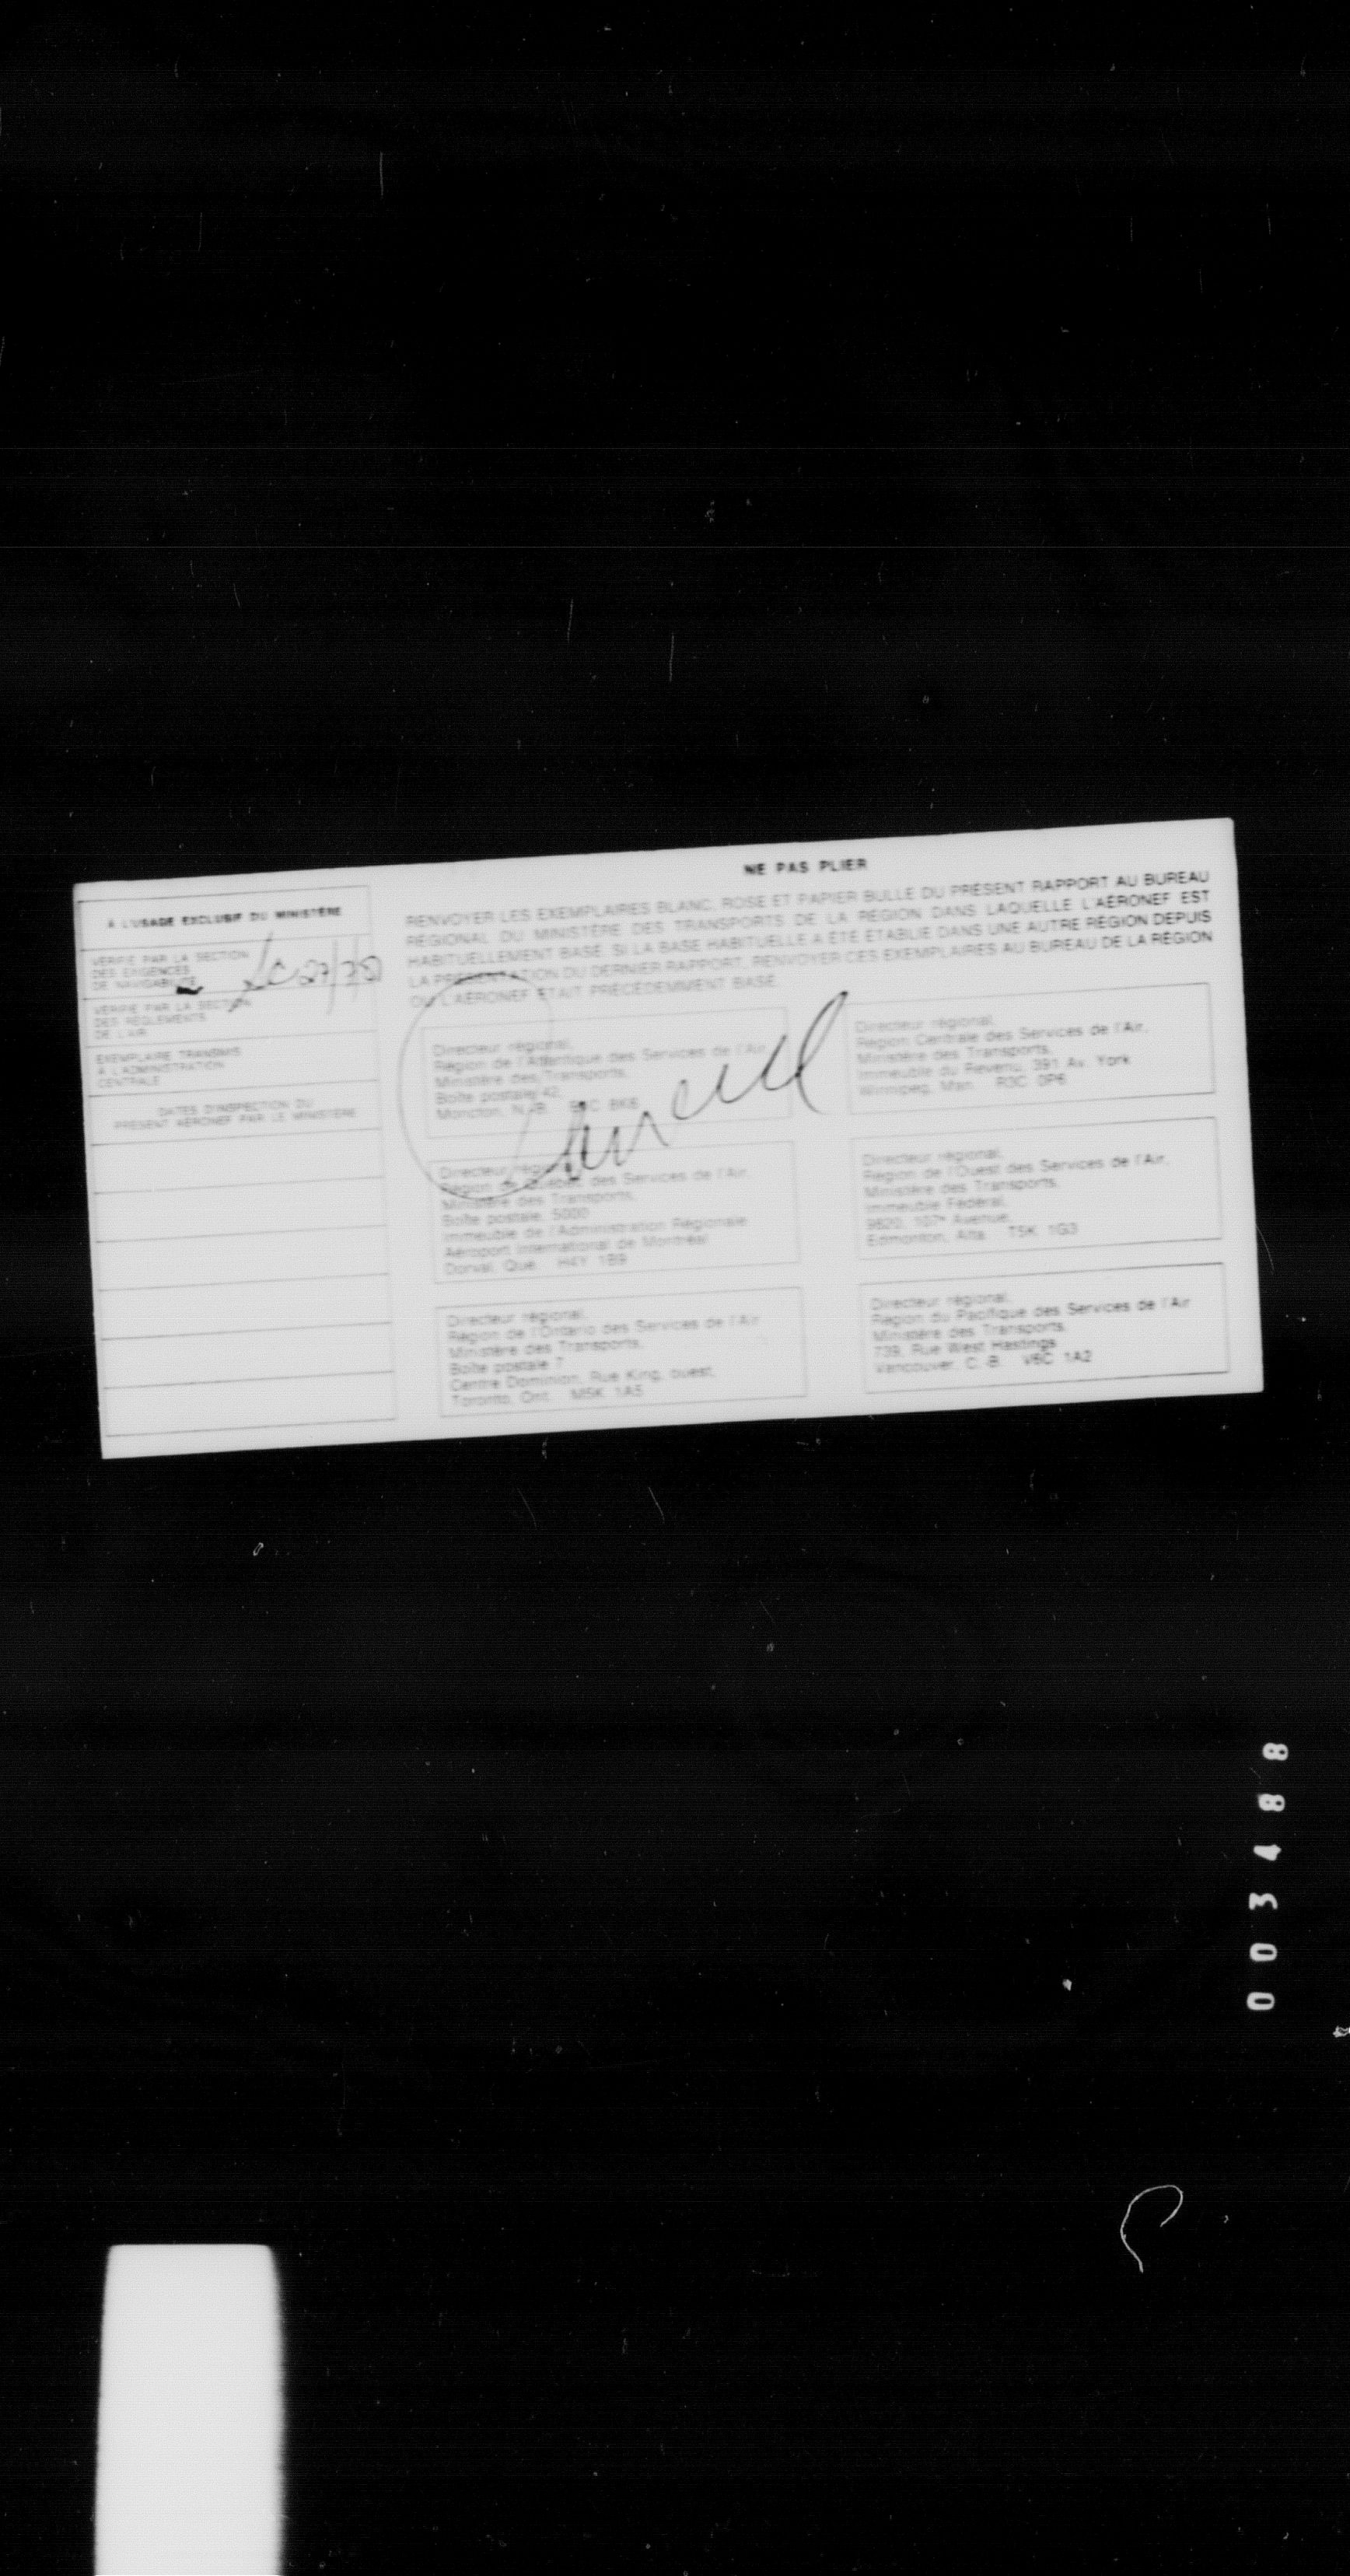 NE PAS PLIER
À L'USAGE EXCLUSIF DU MINISTÈRE
VÉRIFIÉ PAR LA SECTION
DES EXIGENCES
DE NAVIGABILITÉ
VÉRIFIÉ PAR LA SECTION
DES RÈGLEMENTS
DE L'AIR
EXEMPLAIRE TRANSMIS
À L'ADMINISTRATION
CENTRALE
DATES D'INSPECTION DU
PRÉSENT AÉRONEF PAR LE MINISTÈRE
RENVOYER LES EXEMPLAIRES BLANC, ROSE ET PAPIER BULLE DU PRÉSENT RAPPORT AU BUREAU
RÉGIONAL DU MINISTÈRE DES TRANSPORTS DE LA RÉGION DANS LAQUELLE L'AÉRONEF EST
HABITUELLEMENT BASÉ. SI LA BASE HABITUELLE A ÉTÉ ÉTABLIE DANS UNE AUTRE RÉGION DEPUIS
LA PRÉSENTATION DU DERNIER RAPPORT, RENVOYER CES EXEMPLAIRES AU BUREAU DE LA RÉGION
OÙ L'AÉRONEF ÉTAIT PRÉCÉDEMMENT BASÉ.
Directeur régional,
Région de l'Atlantique des Services de l'Air,
Ministère des Transports,
Boîte postale 42,
Moncton, N.-B.
Directeur régional,
Région de Québec des Services de l'Air,
Ministère des Transports,
Boîte postale 5000
Immeuble de l'Administration Régionale
Aéroport International de Montréal
Dorval, Qué. H4Y 1B9
Directeur régional,
Région de l'Ontario des Services de l'Air
Ministère des Transports,
Boîte postale 7
Centre Dominion, Rue King, ouest,
Toronto, Ont. M5K 1A5
Directeur régional,
Région Centrale des Services de l'Air,
Ministère des Transports,
Immeuble du Revenu, 391 Av. York
Winnipeg, Man. R3C 0P6
Directeur régional,
Région de l'Ouest des Services de l'Air,
Ministère des Transports,
Immeuble Fédéral,
9820, 107e Avenue,
Edmonton, Alta T5K 1G3
Directeur régional,
Région du Pacifique des Services de l'Air
Ministère des Transports
739, Rue West Hastings
Vancouver, C.-B. V6C 1A2
003488